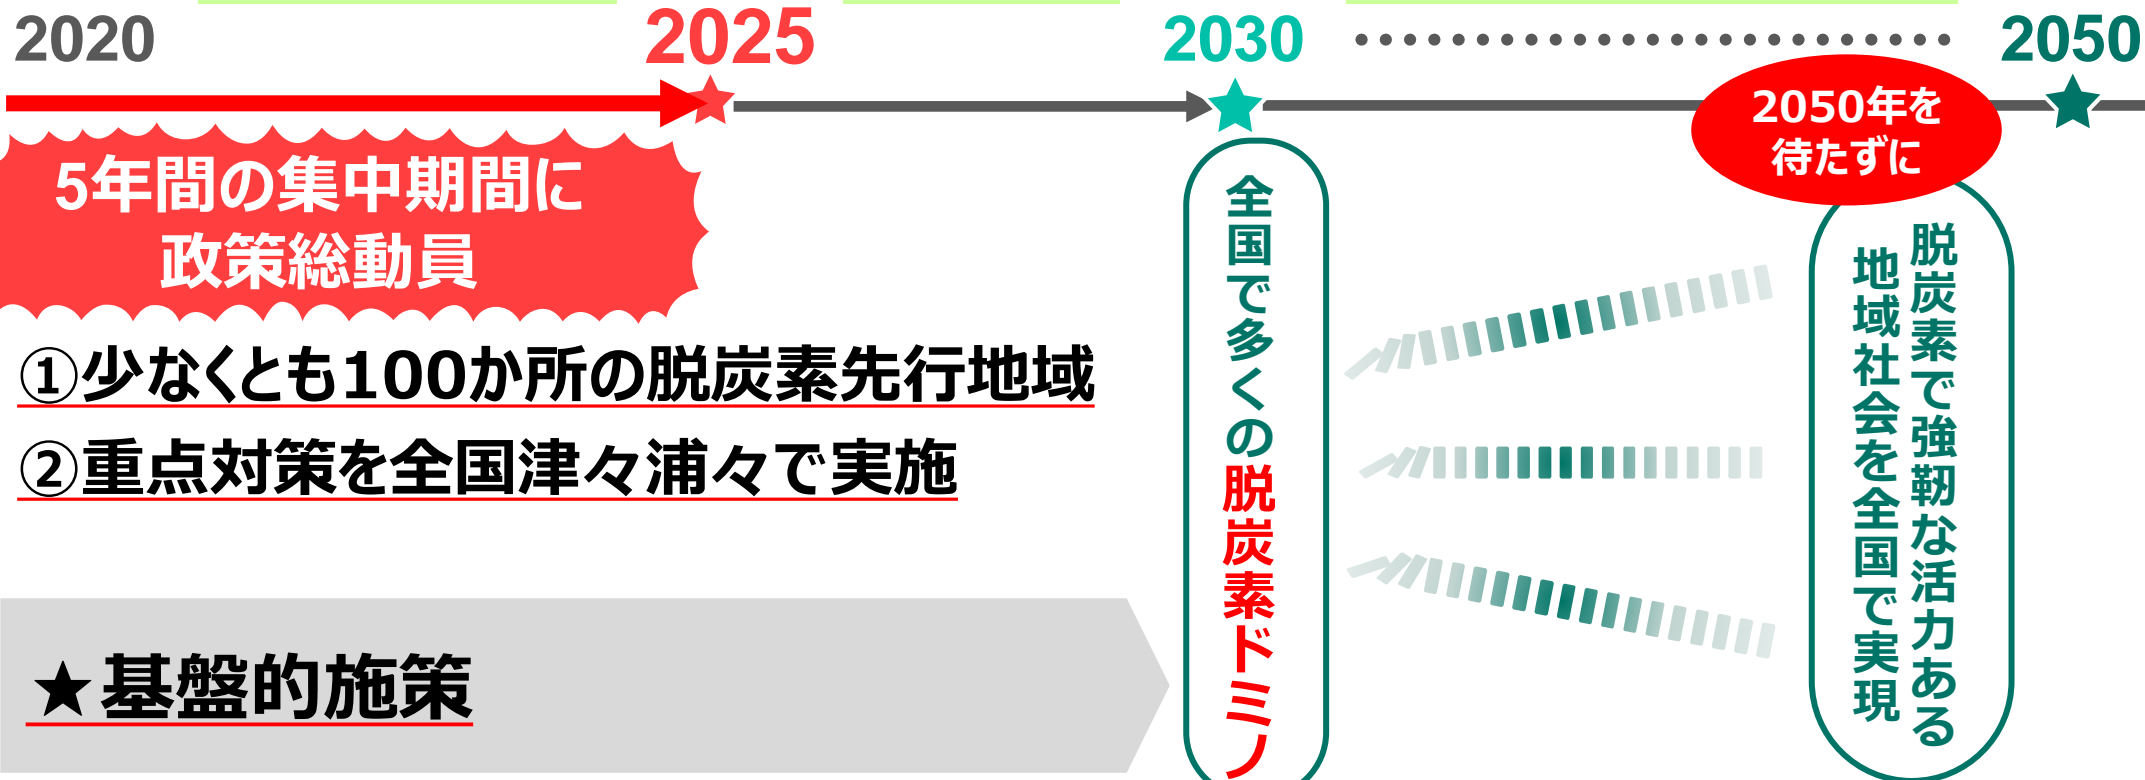 2020
2025
2030
2050
5年間の集中期間に
政策総動員
①少なくとも100か所の脱炭素先行地域
②重点対策を全国津々浦々で実施
★基盤的施策
全国で多くの脱炭素ドミノ
2050年を
待たずに
脱炭素で強靭な活力ある
地域社会を全国で実現